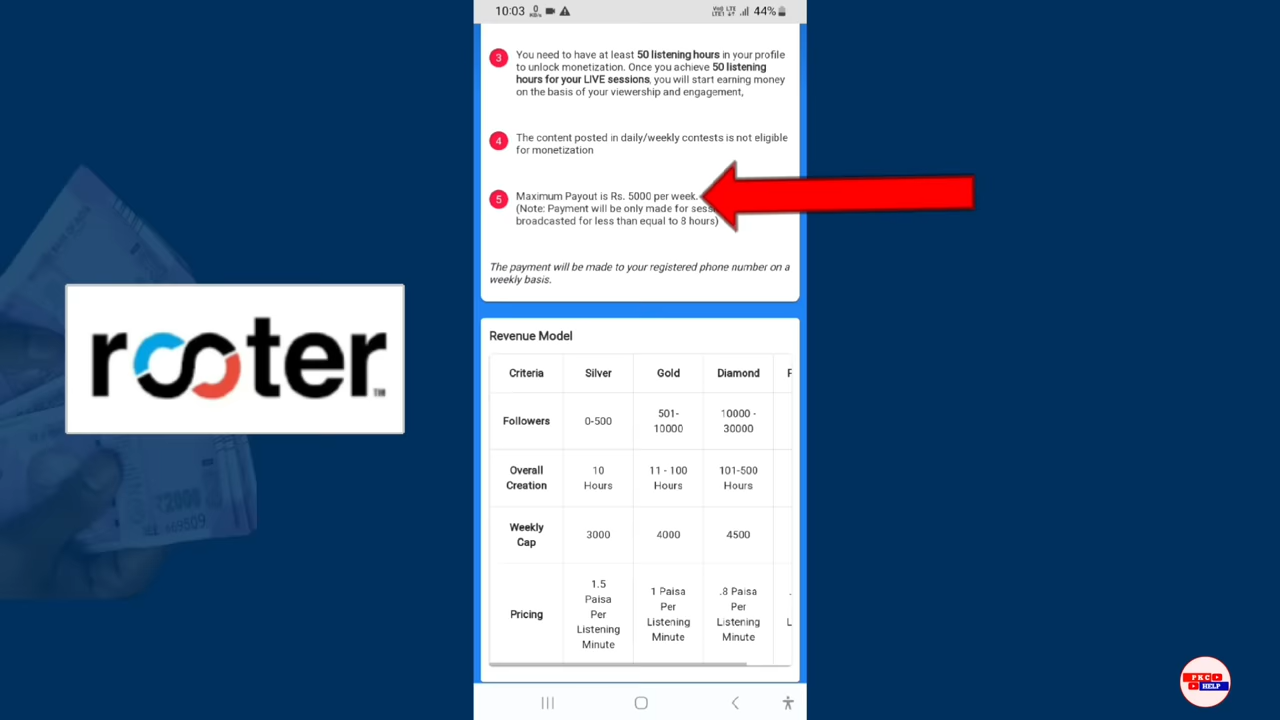 10:03
44%
3 You need to have at least 50 listening hours in your profile
to unlock monetization. Once you achieve 50 listening
hours for your LIVE sessions, you will start earning money
on the basis of your viewership and engagement,
4 The content posted in daily/weekly contests is not eligible
for monetization
5 Maximum Payout is Rs. 5000 per week.
(Note: Payment will be only made for
broadcasted for less than equal to 8 hours)
The payment will be made to your registered phone number on a
weekly basis.
rooter TM
Revenue Model
Criteria Silver Gold Diamond
Followers 0-500 501-
10000 10000 -
30000
Overall
Creation 10
Hours 11 - 100
Hours 101-500
Hours
Weekly
Cap 3000 4000 4500
Pricing 1.5
Paisa
Per
Listening
Minute 1 Paisa
Per
Listening
Minute .8 Paisa
Per
Listening
Minute
₹2000
PKC
HELP